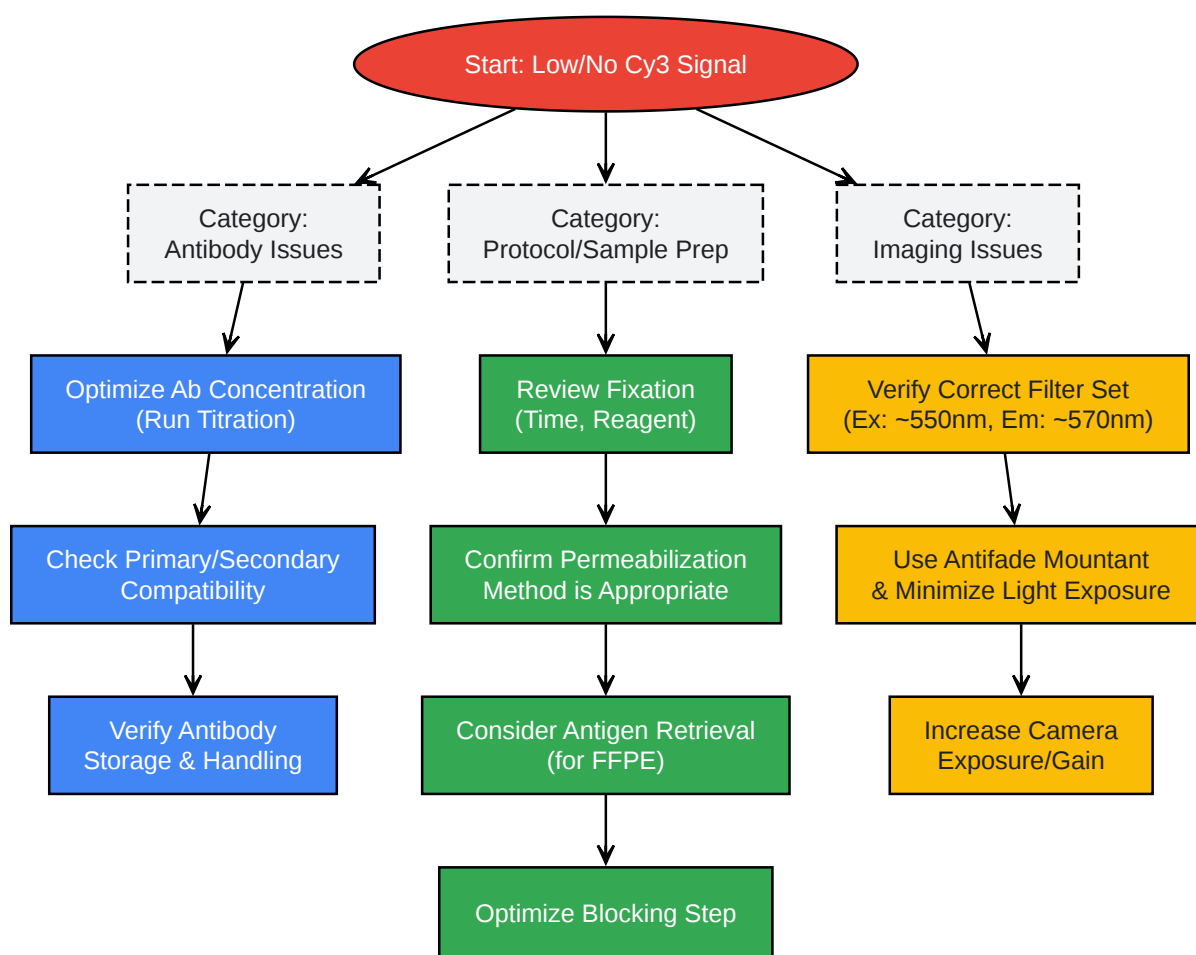 Start: Low/No Cy3 Signal
Category:
Antibody Issues
Category:
Protocol/Sample Prep
Category:
Imaging Issues
Optimize Ab Concentration
(Run Titration)
Review Fixation
(Time, Reagent)
Verify Correct Filter Set
(Ex: ~550nm, Em: ~570nm)
Check Primary/Secondary
Compatibility
Confirm Permeabilization
Method is Appropriate
Use Antifade Mountant
& Minimize Light Exposure
Verify Antibody
Storage & Handling
Consider Antigen Retrieval
(for FFPE)
Increase Camera
Exposure/Gain
Optimize Blocking Step